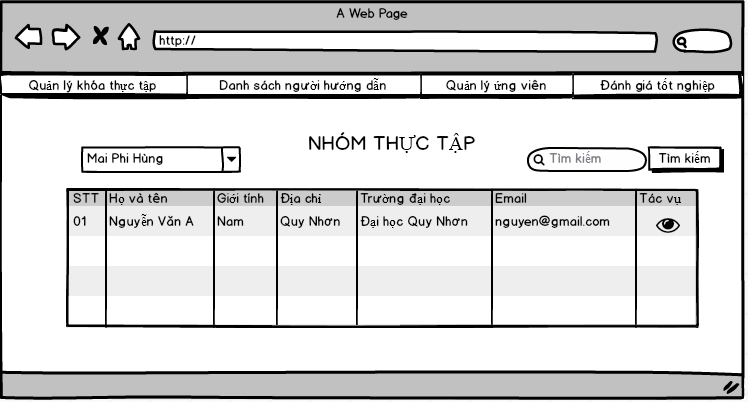 A Web Page
http://
Quản lý khóa thực tập Danh sách người hướng dẫn Quản lý ứng viên Đánh giá tốt nghiệp
NHÓM THỰC TẬP
Mai Phi Hùng Tìm kiếm Tìm kiếm
STT Họ và tên Giới tính Địa chỉ Trường đại học Email Tác vụ
01 Nguyễn Văn A Nam Quy Nhơn Đại học Quy Nhơn nguyen@gmail.com